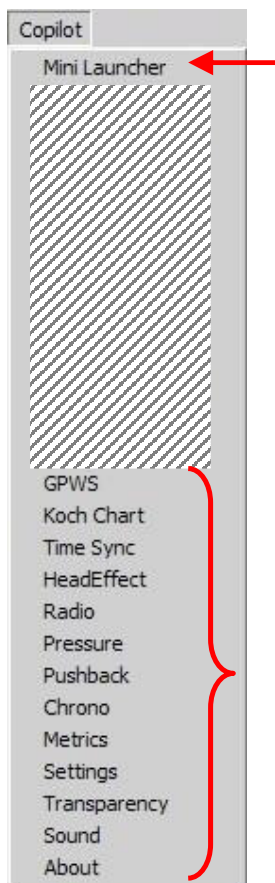 Copilot
Mini Launcher
GPWS
Koch Chart
Time Sync
HeadEffect
Radio
Pressure
Pushback
Chrono
Metrics
Settings
Transparency
Sound
About